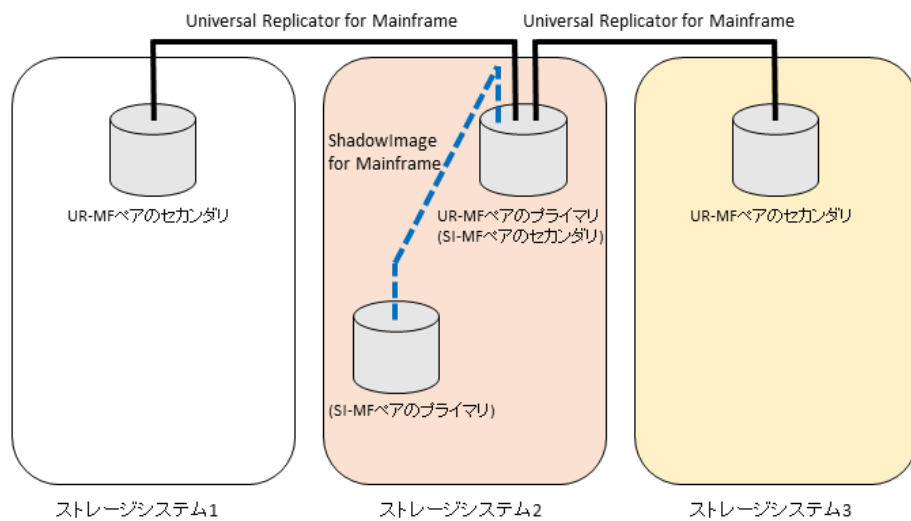 Universal Replicator for Mainframe
Universal Replicator for Mainframe
ShadowImage
for Mainframe
UR-MFペアのセカンダリ
UR-MFペアのプライマリ
(SI-MFペアのセカンダリ)
UR-MFペアのセカンダリ
(SI-MFペアのプライマリ)
ストレージシステム1
ストレージシステム2
ストレージシステム3